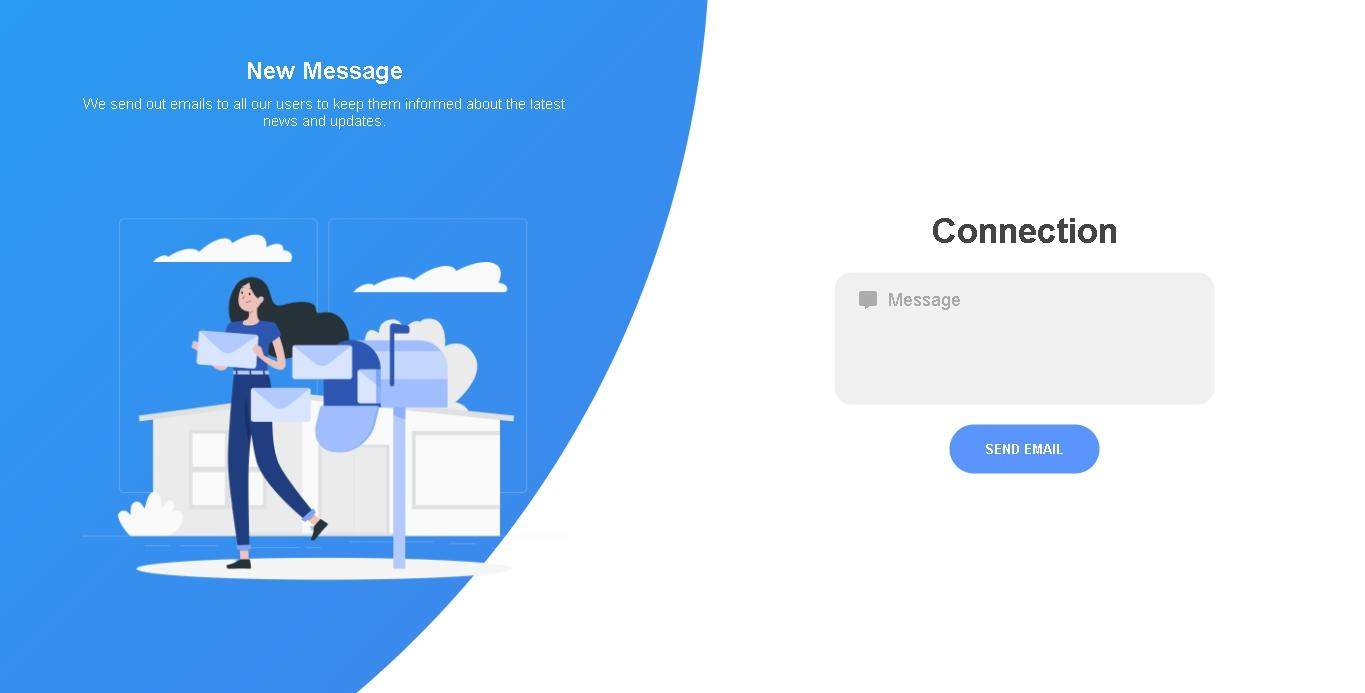 New Message
We send out emails to all our users to keep them informed about the latest
news and updates.
Connection
Message
SEND EMAIL